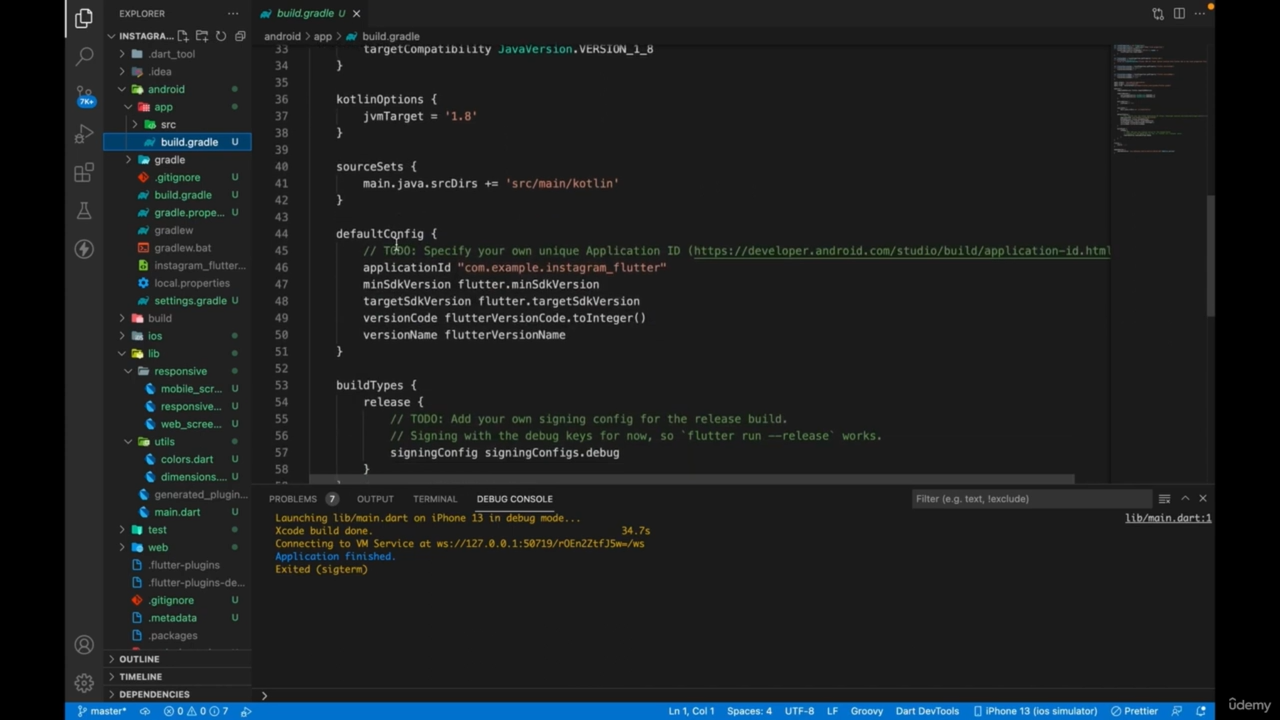 EXPLORER
INSTAGRA...
.dart_tool
.idea
android
app
src
build.gradle U
gradle
.gitignore U
build.gradle U
gradle.prope... U
gradlew
gradlew.bat
instagram_flutter...
local.properties
settings.gradle U
build
ios
lib
responsive
mobile_scr... U
responsive... U
web_scree... U
utils
colors.dart U
dimensions.... U
generated_plugin...
main.dart U
test
web
.flutter-plugins
.flutter-plugins-de...
.gitignore U
.metadata U
.packages
OUTLINE
TIMELINE
DEPENDENCIES
7K+
build.gradle U
android > app > build.gradle
33 targetCompatibility JavaVersion.VERSION_1_8
34 }
35
36 kotlinOptions
37 jvmTarget = '1.8'
38 }
39
40 sourceSets {
41 main.java.srcDirs += 'src/main/kotlin'
42 }
43
44 defaultConfig {
45 // TODO: Specify your own unique Application ID (https://developer.android.com/studio/build/application-id.html
46 applicationId "com.example.instagram_flutter"
47 minSdkVersion flutter.minSdkVersion
48 targetSdkVersion flutter.targetSdkVersion
49 versionCode flutterVersionCode.toInteger()
50 versionName flutterVersionName
51 }
52
53 buildTypes {
54 release {
55 // TODO: Add your own signing config for the release build.
56 // Signing with the debug keys for now, so `flutter run --release` works.
57 signingConfig signingConfigs.debug
58 }
PROBLEMS 7 OUTPUT TERMINAL DEBUG CONSOLE Filter (e.g. text, !exclude)
Launching lib/main.dart on iPhone 13 in debug mode... lib/main.dart:1
Xcode build done. 34.7s
Connecting to VM Service at ws://127.0.0.1:50719/rOEn2ZtfJ5w=/ws
Application finished.
Exited (sigterm)
master* 0 0 7 Ln 1, Col 1 Spaces: 4 UTF-8 LF Groovy Dart DevTools iPhone 13 (ios simulator) Prettier
udemy